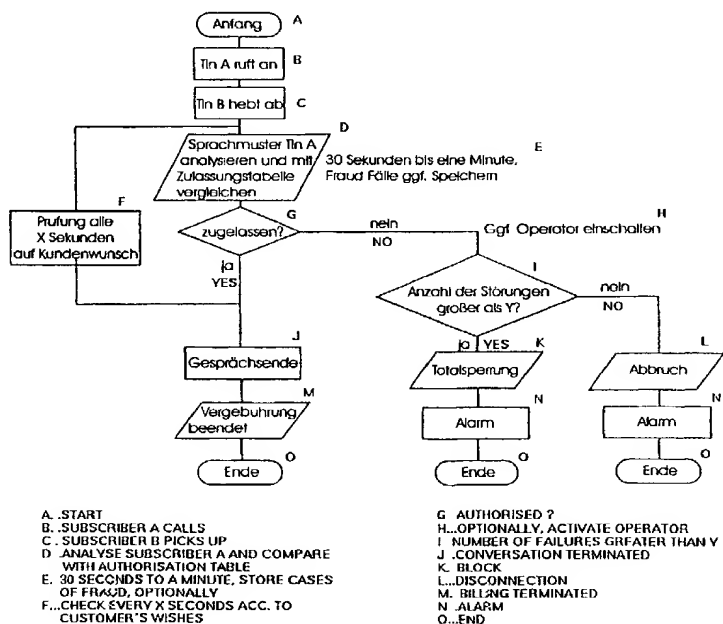 Anfang A
Tln A ruft an B
Tln B hebt ab C
D
Sprachmuster Tln A
analysieren und mit
Zulassungstabelle
vergleichen
E
30 Sekunden bis eine Minute,
Fraud Fälle ggf. Speichern
F
Prufung alle
X Sekunden
auf Kundenwunsch
G
zugelassen?
nein
NO
ja
YES
H
Ggf. Operator einschalten
I
Anzahl der Störungen
großer als Y?
nein
NO
ja YES
J
Gesprächsende
K
Totalsperrung
L
Abbruch
M
Vergebuhrung
beendet
N
Alarm
N
Alarm
O
Ende
O
Ende
O
Ende
A. .START
B. .SUBSCRIBER A CALLS
C . SUBSCRIBER B PICKS UP
D .ANALYSE SUBSCRIBER A AND COMPARE
WITH AUTHORISATION TABLE
E. 30 SECONDS TO A MINUTE, STORE CASES
OF FRAUD, OPTIONALLY
F...CHECK EVERY X SECONDS ACC. TO
CUSTOMER'S WISHES
G AUTHORISED ?
H...OPTIONALLY, ACTIVATE OPERATOR
I NUMBER OF FAILURES GREATER THAN Y
J .CONVERSATION TERMINATED
K. BLOCK
L...DISCONNECTION
M. BILLING TERMINATED
N .ALARM
O...END